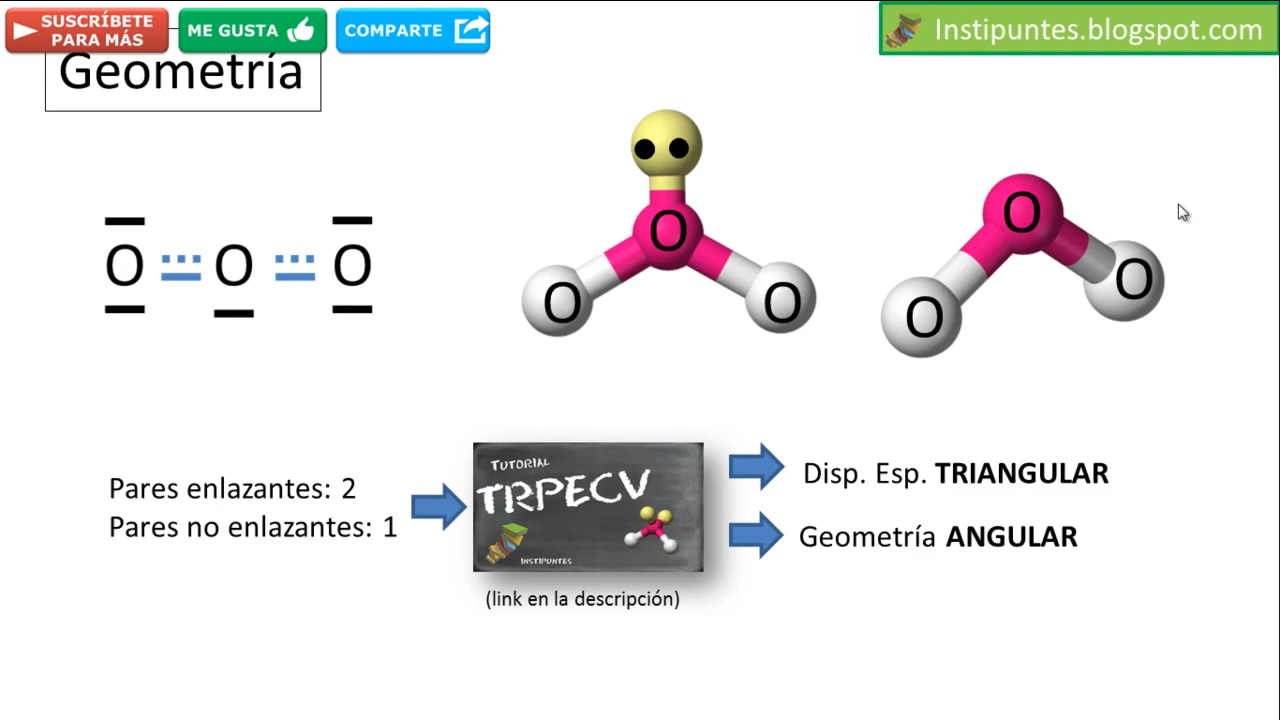 SUSCRÍBETE
PARA MÁS
ME GUSTA
COMPARTE
Instipuntes.blogspot.com
Geometría
O O O
O
O O
O
O O
Pares enlazantes: 2
Pares no enlazantes: 1
TUTORIAL
TRPECV
INSTIPUNTES
(link en la descripción)
Disp. Esp. TRIANGULAR
Geometría ANGULAR